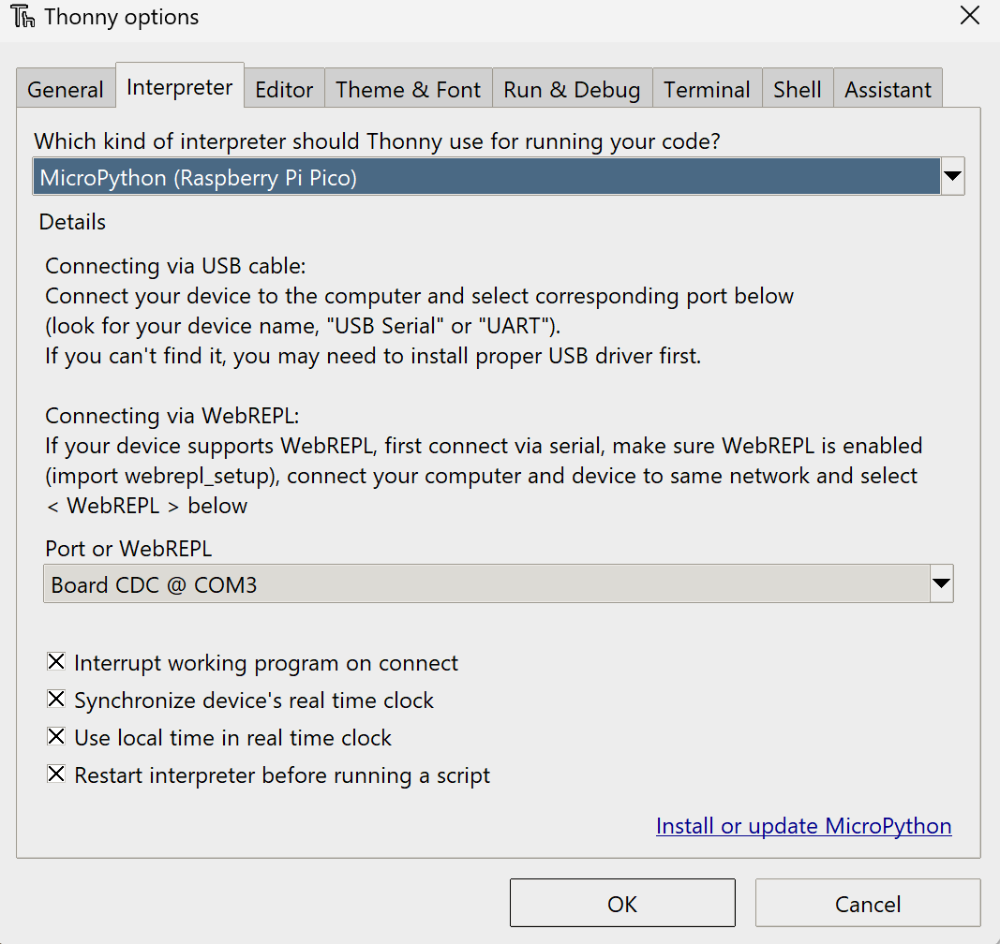 Thonny options
General Interpreter Editor Theme & Font Run & Debug Terminal Shell Assistant
Which kind of interpreter should Thonny use for running your code?
MicroPython (Raspberry Pi Pico)
Details
Connecting via USB cable:
Connect your device to the computer and select corresponding port below
(look for your device name, "USB Serial" or "UART").
If you can't find it, you may need to install proper USB driver first.
Connecting via WebREPL:
If your device supports WebREPL, first connect via serial, make sure WebREPL is enabled
(import webrepl_setup), connect your computer and device to same network and select
< WebREPL > below
Port or WebREPL
Board CDC @ COM3
Interrupt working program on connect
Synchronize device's real time clock
Use local time in real time clock
Restart interpreter before running a script
Install or update MicroPython
OK Cancel